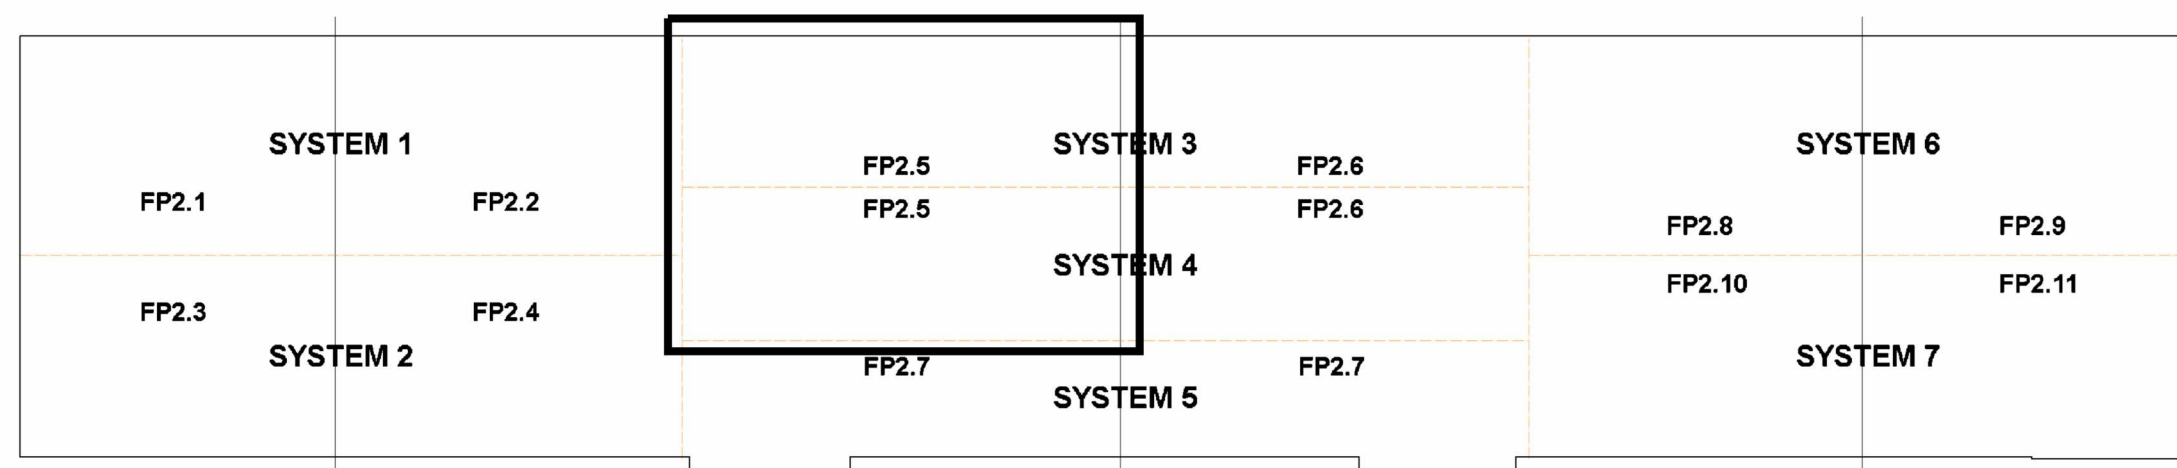 SYSTEM 1
SYSTEM 3
SYSTEM 6
FP2.5
FP2.6
FP2.1
FP2.2
FP2.5
FP2.6
FP2.8
FP2.9
SYSTEM 4
FP2.10
FP2.11
FP2.3
FP2.4
SYSTEM 2
SYSTEM 7
FP2.7
FP2.7
SYSTEM 5